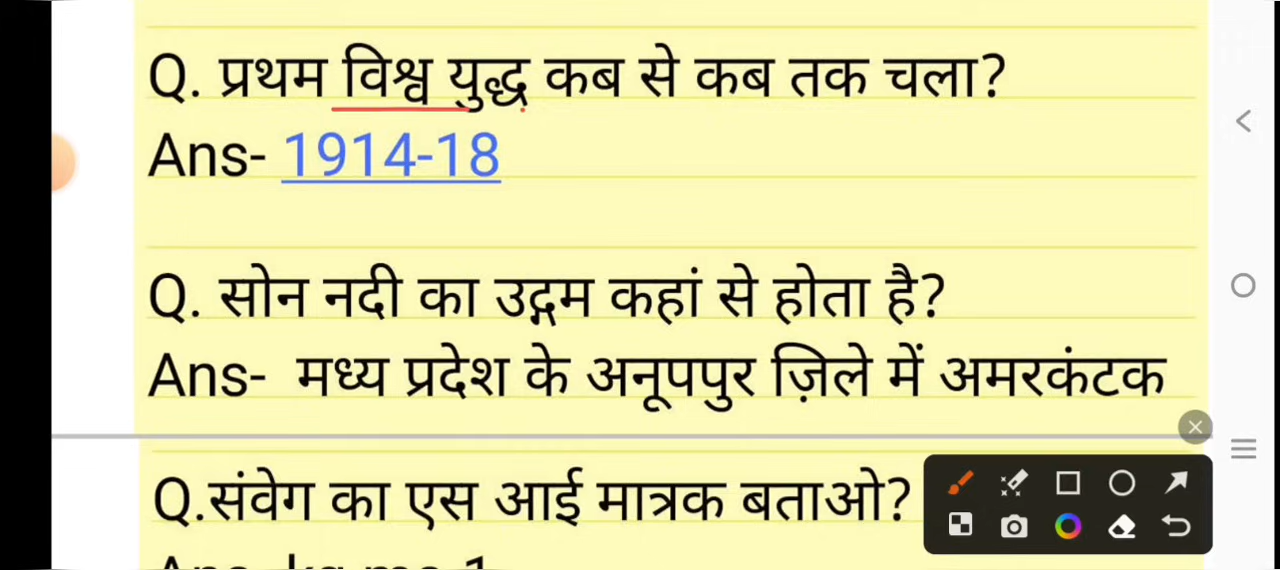 Q. प्रथम विश्व युद्ध कब से कब तक चला?
Ans- 1914-18
Q. सोन नदी का उद्गम कहां से होता है?
Ans- मध्य प्रदेश के अनूपपुर ज़िले में अमरकंटक
Q.संवेग का एस आई मात्रक बताओ?